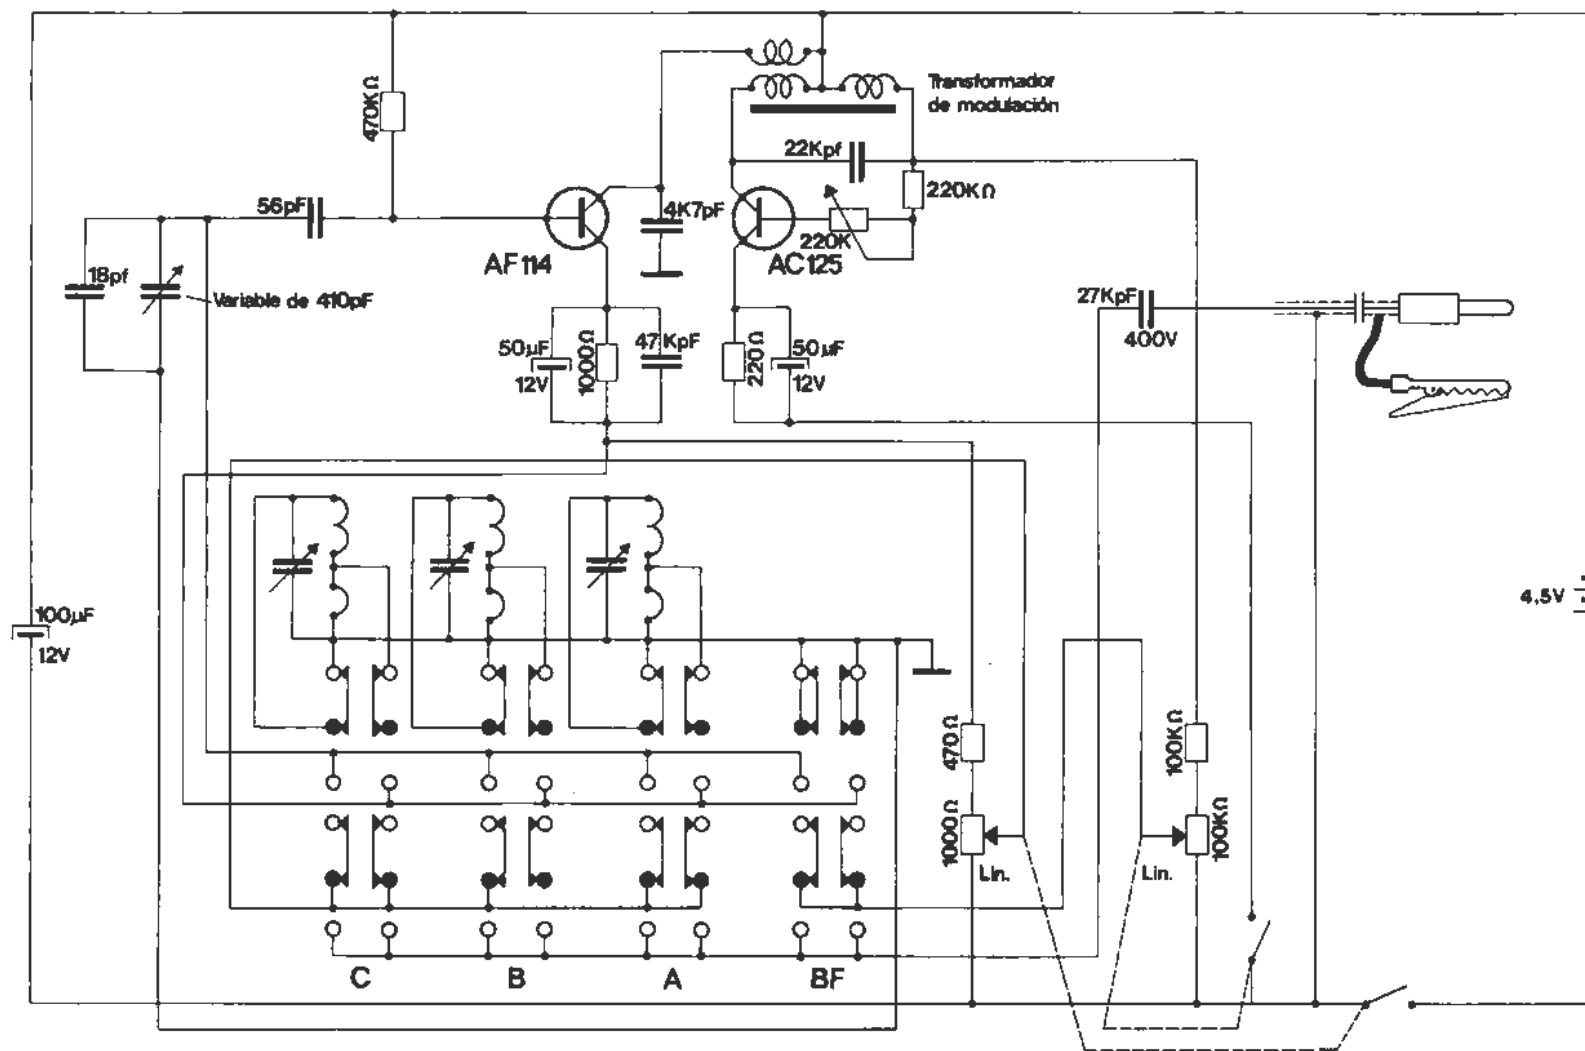 470KΩ
Transformador
de modulación
22Kpf
220KΩ
56pF
4K7pF
220K
AF114
AC125
18pf
Variable de 410pF
27KpF
400V
50µF
12V
1000Ω
47KpF
220Ω
50µF
12V
100µF
12V
4,5V
470Ω
100KΩ
1000Ω
100KΩ
Lin.
Lin.
C
B
A
BF